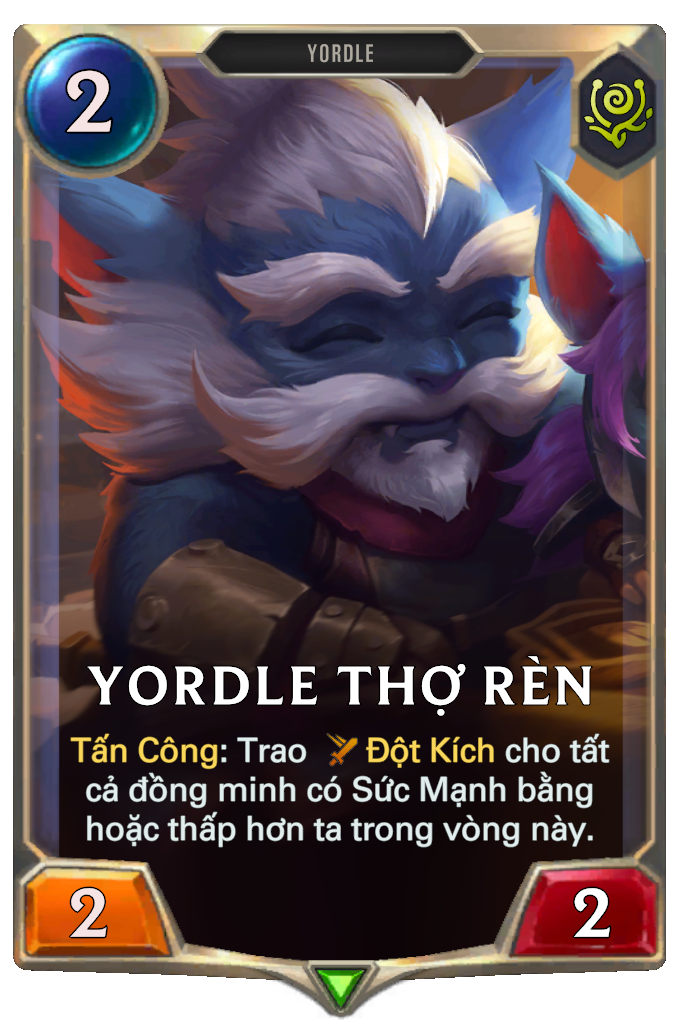 YORDLE
2
YORDLE THỢ RÈN
Tấn Công: Trao Đột Kích cho tất
cả đồng minh có Sức Mạnh bằng
hoặc thấp hơn ta trong vòng này.
2
2